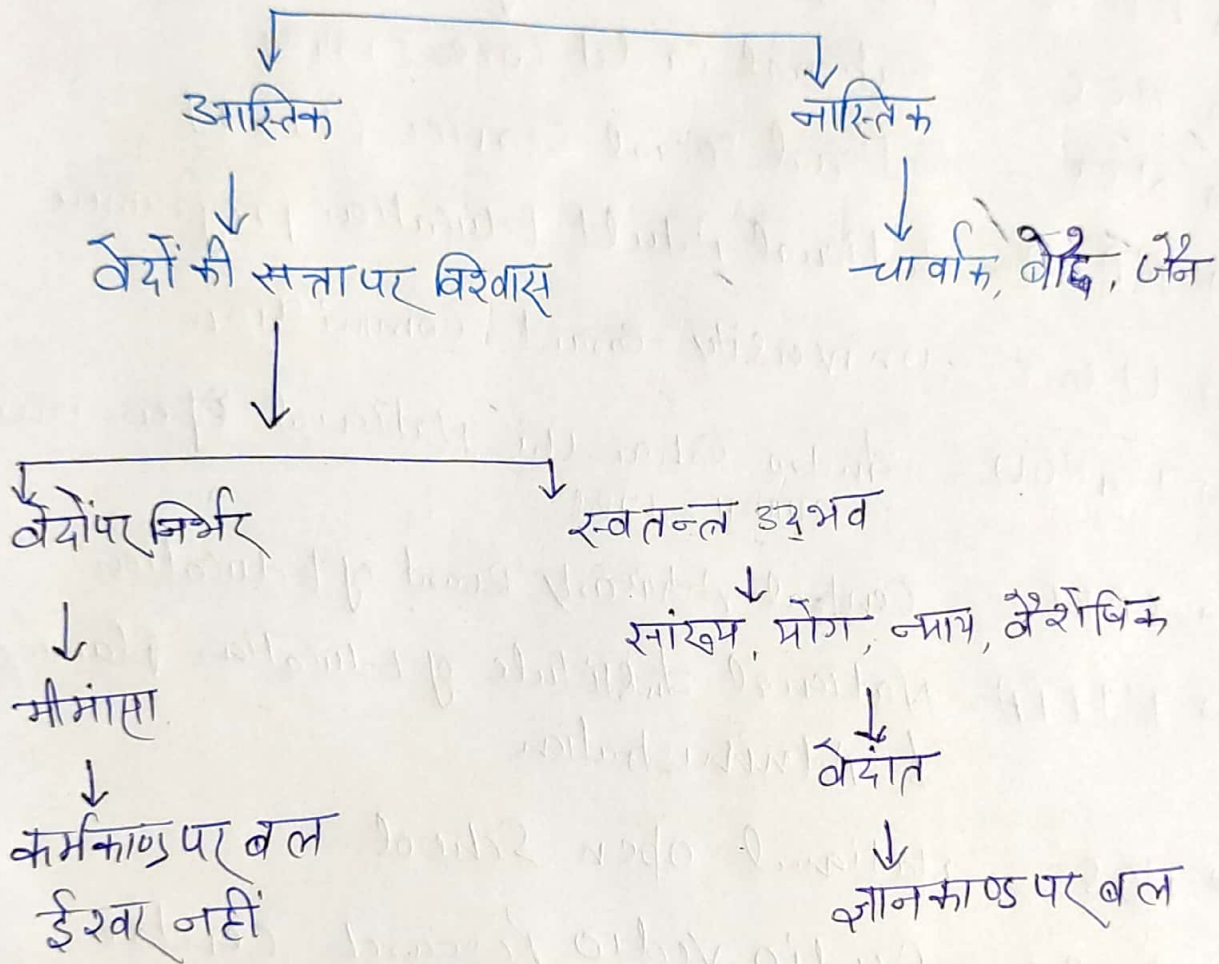 आस्तिक
नास्तिक
वेदों की सत्ता पर विश्वास
चार्वाक, बौद्ध, जैन
वेदों पर निर्भर
स्वतन्त्र उद्भव
मीमांसा
सांख्य, योग, न्याय, वैशेषिक
वेदांत
कर्मकाण्ड पर बल
ईश्वर नहीं
ज्ञानकाण्ड पर बल